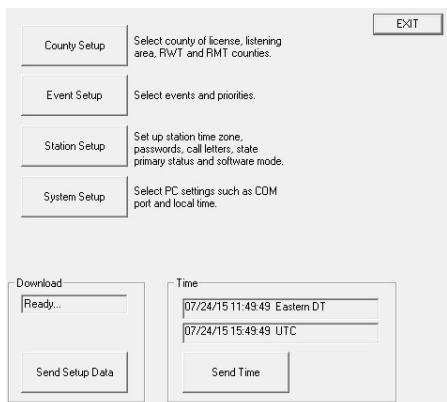 EXIT
County Setup
Select county of license, listening
area, RWT and RMT counties.
Event Setup
Select events and priorities.
Station Setup
Set up station time zone,
passwords, call letters, state
primary status and software mode.
System Setup
Select PC settings such as COM
port and local time.
Download
Ready...
Send Setup Data
Time
07/24/15 11:49:49 Eastern DT
07/24/15 15:49:49 UTC
Send Time